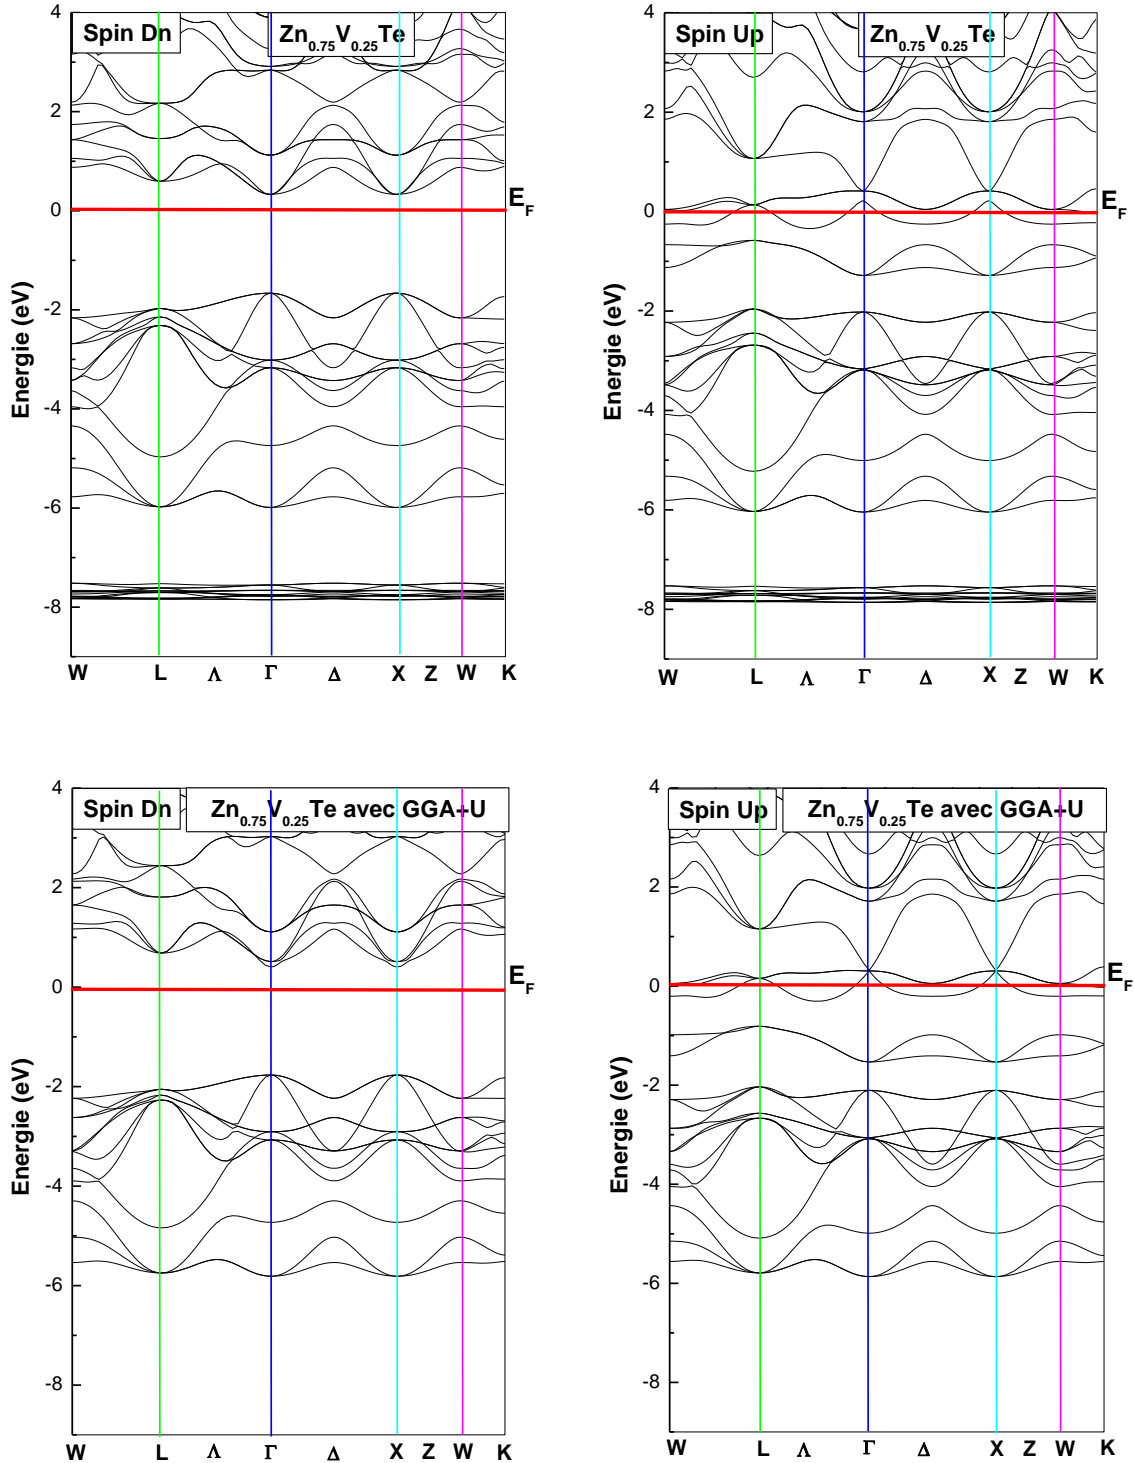 Spin Dn
Zn0.75V0.25Te
4
2
0
-2
-4
-6
-8
Energie (eV)
EF
W L Λ Γ Δ X Z W K
Spin Up
Zn0.75V0.25Te
4
2
0
-2
-4
-6
-8
Energie (eV)
EF
W L Λ Γ Δ X Z W K
Spin Dn
Zn0.75V0.25Te avec GGA+U
4
2
0
-2
-4
-6
-8
Energie (eV)
EF
W L Λ Γ Δ X Z W K
Spin Up
Zn0.75V0.25Te avec GGA+U
4
2
0
-2
-4
-6
-8
Energie (eV)
EF
W L Λ Γ Δ X Z W K